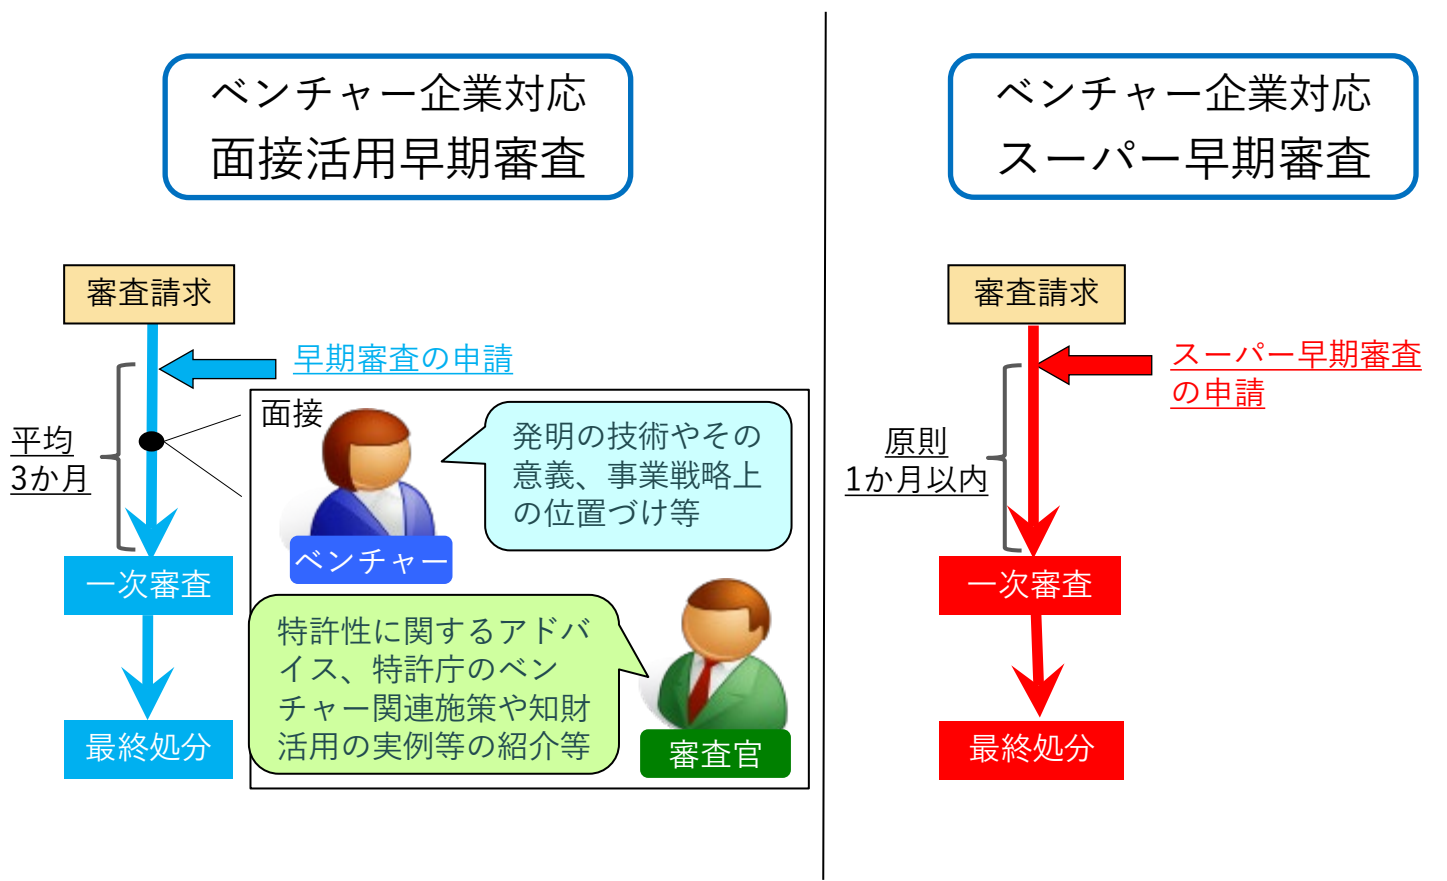 ベンチャー企業対応
面接活用早期審査
審査請求
早期審査の申請
平均
3か月
面接
発明の技術やその
意義、事業戦略上
の位置づけ等
ベンチャー
一次審査
特許性に関するアドバ
イス、特許庁のベン
チャー関連施策や知財
活用の実例等の紹介等
審査官
最終処分
ベンチャー企業対応
スーパー早期審査
審査請求
スーパー早期審査
の申請
原則
1か月以内
一次審査
最終処分